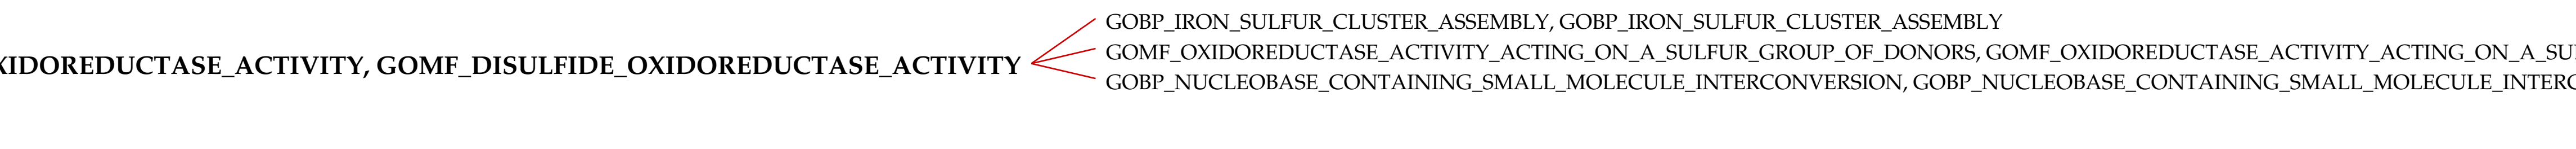 GOBP_IRON_SULFUR_CLUSTER_ASSEMBLY, GOBP_IRON_SULFUR_CLUSTER_ASSEMBLY
XIDOREDUCTASE_ACTIVITY, GOMF_DISULFIDE_OXIDOREDUCTASE_ACTIVITY
GOMF_OXIDOREDUCTASE_ACTIVITY_ACTING_ON_A_SULFUR_GROUP_OF_DONORS, GOMF_OXIDOREDUCTASE_ACTIVITY_ACTING_ON_A_SU
GOBP_NUCLEOBASE_CONTAINING_SMALL_MOLECULE_INTERCONVERSION, GOBP_NUCLEOBASE_CONTAINING_SMALL_MOLECULE_INTERC